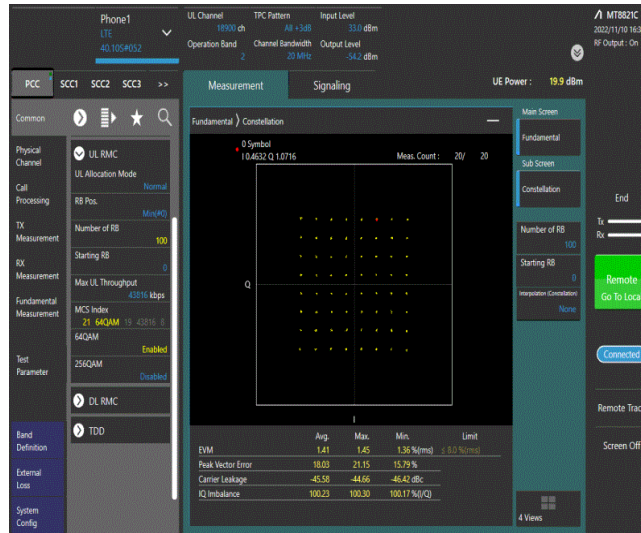 Phone1
LTE
40.105#052
UL Channel TPC Pattern Input Level
18900 ch All +3dB 33.0 dBm
Operation Band Channel Bandwidth Output Level
2 20 MHz -54.2 dBm
MT8821C
2022/11/10 16:3
RF Output : On
PCC SCC1 SCC2 SCC3 >>
Measurement Signaling
UE Power : 19.9 dBm
Common
Physical
Channel
Call
Processing
TX
Measurement
RX
Measurement
Fundamental
Measurement
Test
Parameter
Band
Definition
External
Loss
System
Config
UL RMC
UL Allocation Mode
Normal
RB Pos.
Min(#0)
Number of RB
100
Starting RB
0
Max UL Throughput
43816 kbps
MCS Index
21 64QAM 19 43816 6
64QAM
Enabled
256QAM
Disabled
DL RMC
TDD
Fundamental 》 Constellation
0 Symbol
I 0.4632 Q 1.0716 Meas. Count : 20/ 20
Q
I
Avg. Max. Min. Limit
EVM 1.41 1.45 1.36 %(rms) ≤ 8.0 %(rms)
Peak Vector Error 18.03 21.15 15.79 %
Carrier Leakage -45.58 -44.66 -46.42 dBc
IQ Imbalance 100.23 100.30 100.17 %(I/Q)
Main Screen
Fundamental
Sub Screen
Constellation
Number of RB
100
Starting RB
0
Interpolation (Constellation)
None
4 Views
End
Tx
Rx
Remote
Go To Loca
Connected
Remote Trac
Screen Off